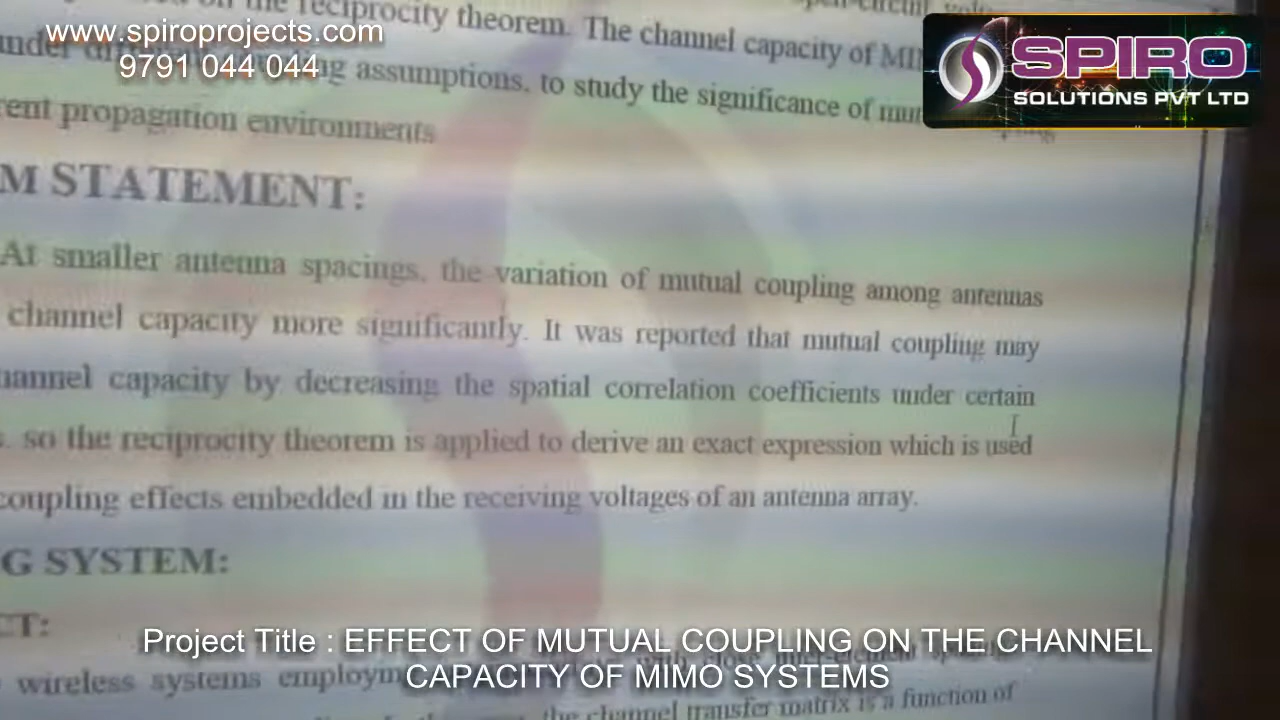 the reciprocity theorem. The channel capacity of
www.spiroprojects.com
9791 044 044
assumptions, to study the significance of
propagation environments
SPIRO
SOLUTIONS PVT LTD
M STATEMENT:
At smaller antenna spacings, the variation of mutual coupling among antennas
channel capacity more significantly. It was reported that mutual coupling may
capacity by decreasing the spatial correlation coefficients under certain
so the reciprocity theorem is applied to derive an exact expression which is used
coupling effects embedded in the receiving voltages of an antenna array.
G SYSTEM:
CT:
wireless systems
the channel transfer matrix is a function of
Project Title : EFFECT OF MUTUAL COUPLING ON THE CHANNEL
CAPACITY OF MIMO SYSTEMS